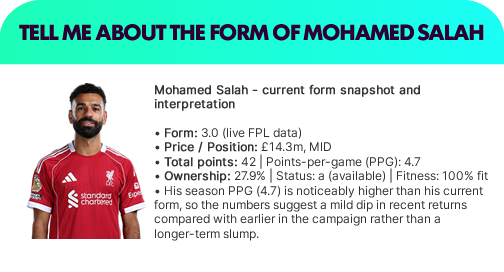 TELL ME ABOUT THE FORM OF MOHAMED SALAH
Mohamed Salah - current form snapshot and
interpretation
• Form: 3.0 (live FPL data)
• Price / Position: £14.3m, MID
• Total points: 42 | Points-per-game (PPG): 4.7
• Ownership: 27.9% | Status: a (available) | Fitness: 100% fit
• His season PPG (4.7) is noticeably higher than his current
form, so the numbers suggest a mild dip in recent returns
compared with earlier in the campaign rather than a
longer-term slump.
standard
chartered